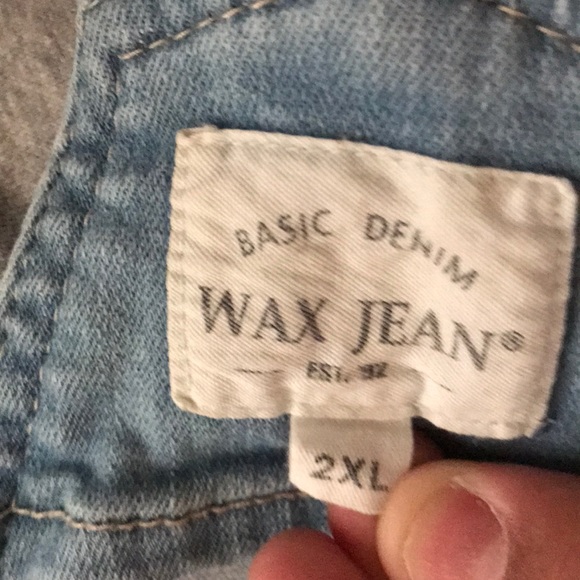 BASIC DENIM
WAX JEAN®
EST. 92
2XL